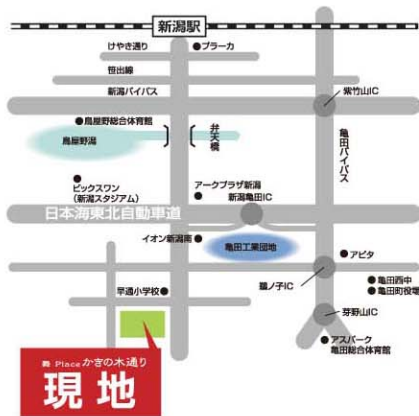 新潟駅
けやき通り
プラーカ
笹出線
新潟バイパス
紫竹山IC
鳥屋野総合体育館
鳥屋野潟
弁天橋
亀田バイパス
ビックスワン
(新潟スタジアム)
アークプラザ新潟
新潟亀田IC
日本海東北自動車道
イオン新潟南
亀田工業団地
アピタ
早通小学校
鵜ノ子IC
亀田西中
亀田町役場
茅野山IC
アスパーク
亀田総合体育館
Place かきの木通り
現地